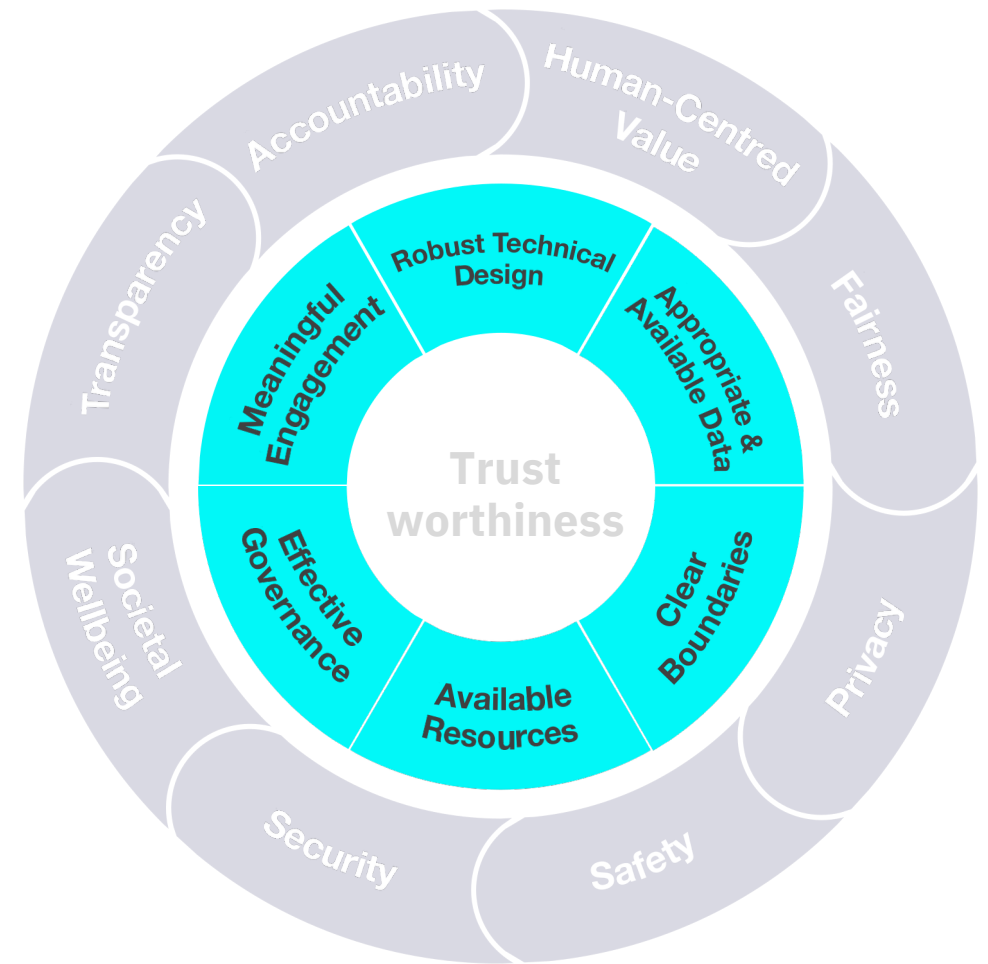 Accountability
Human-Centred
Value
Fairness
Privacy
Safety
Security
Societal
Wellbeing
Transparency
Robust Technical
Design
Appropriate &
Available Data
Clear
Boundaries
Available
Resources
Effective
Governance
Meaningful
Engagement
Trust
worthiness